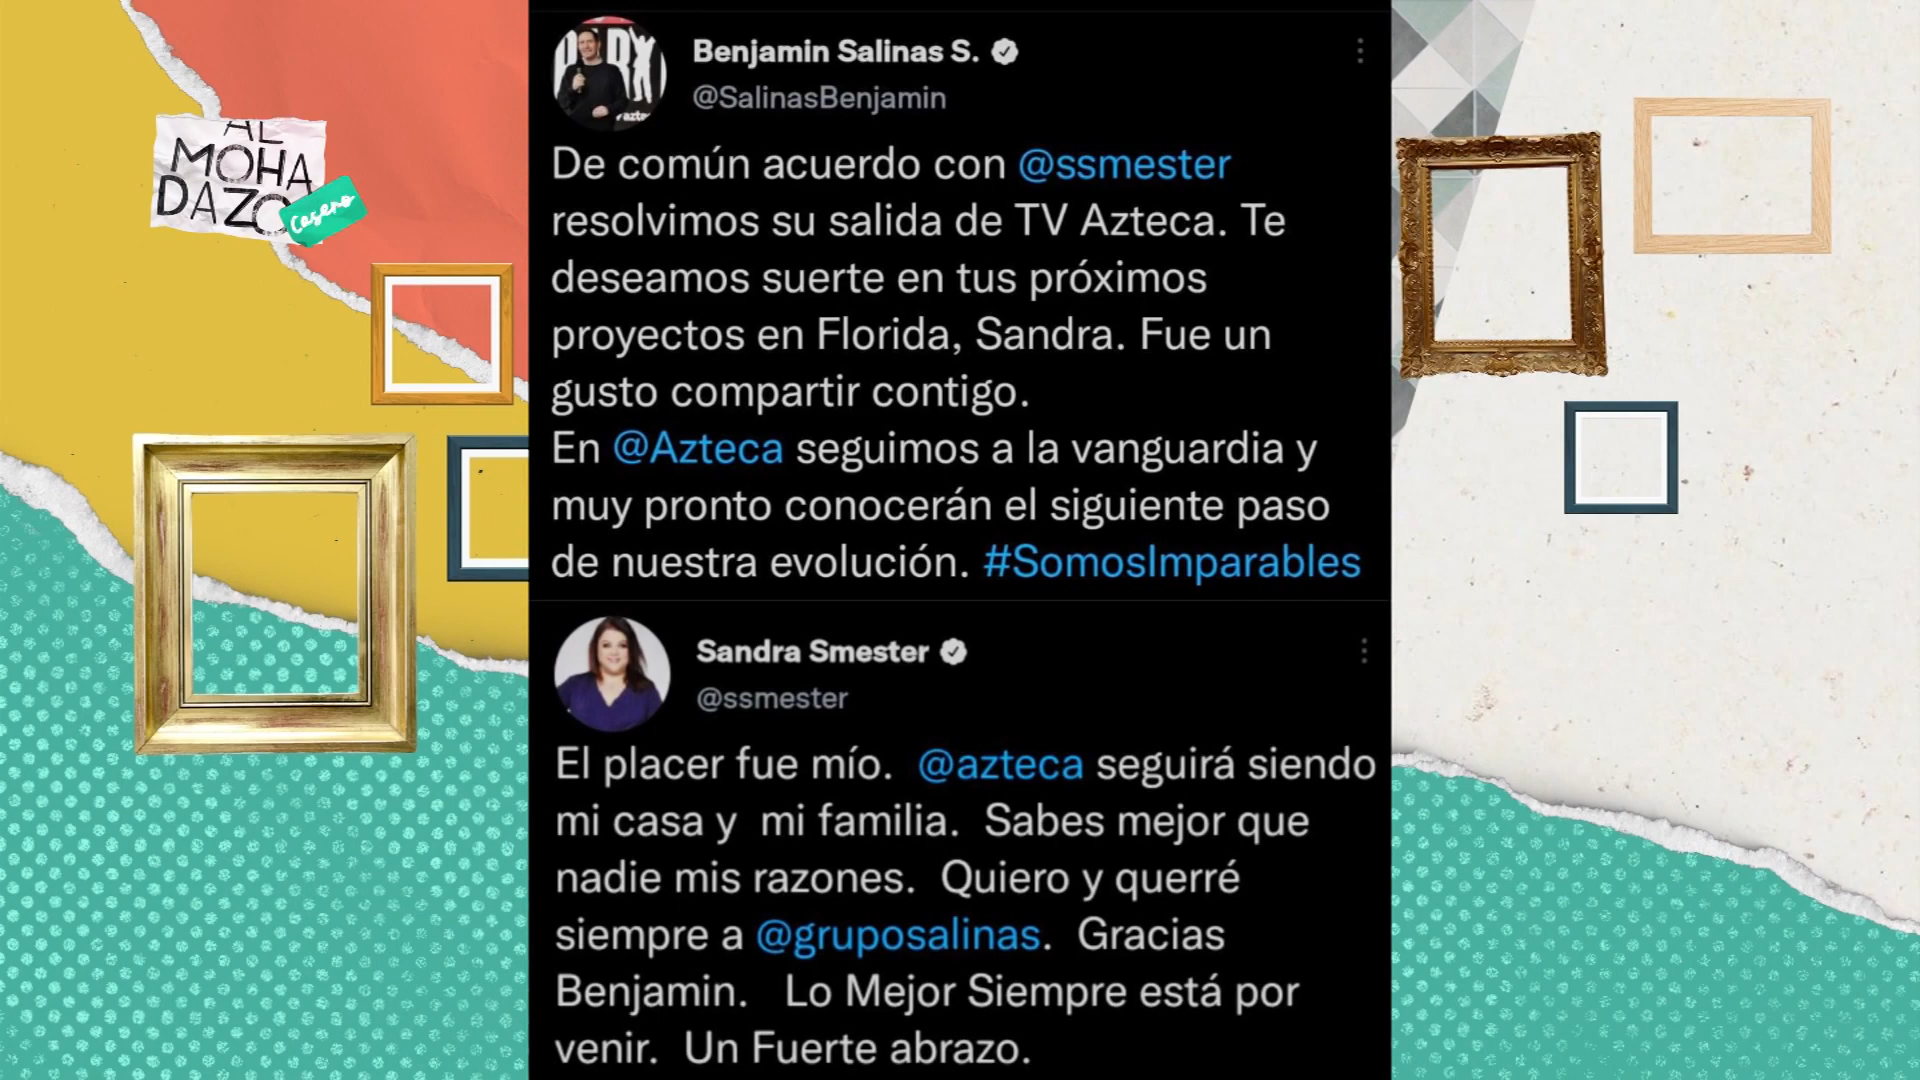 AL
MOHA
DAZO
Casero
Benjamin Salinas S.
@SalinasBenjamin
De común acuerdo con @ssmester
resolvimos su salida de TV Azteca. Te
deseamos suerte en tus próximos
proyectos en Florida, Sandra. Fue un
gusto compartir contigo.
En @Azteca seguimos a la vanguardia y
muy pronto conocerán el siguiente paso
de nuestra evolución. #SomosImparables
Sandra Smester
@ssmester
El placer fue mío. @azteca seguirá siendo
mi casa y mi familia. Sabes mejor que
nadie mis razones. Quiero y querré
siempre a @gruposalinas. Gracias
Benjamin. Lo Mejor Siempre está por
venir. Un Fuerte abrazo.